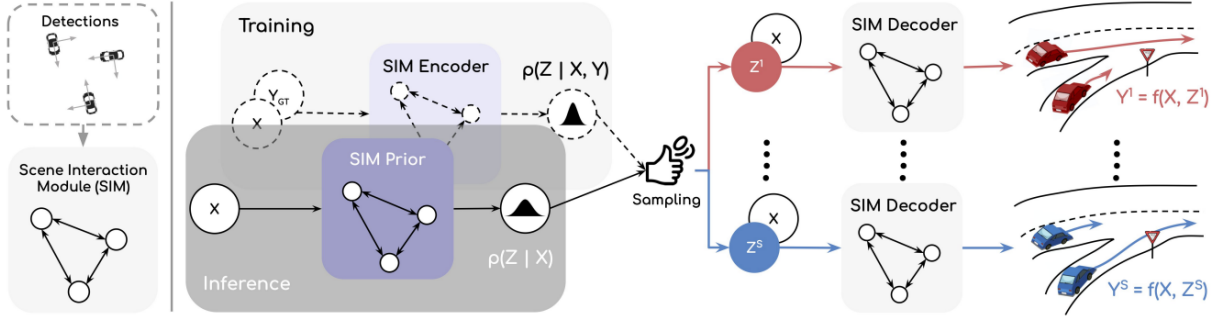 Detections
Scene Interaction
Module (SIM)
Training
X
Y_GT
SIM Encoder
ρ(Z | X, Y)
SIM Prior
X
ρ(Z | X)
Inference
Sampling
X
Z¹
SIM Decoder
Y¹ = f(X, Z¹)
X
Zˢ
SIM Decoder
Yˢ = f(X, Zˢ)